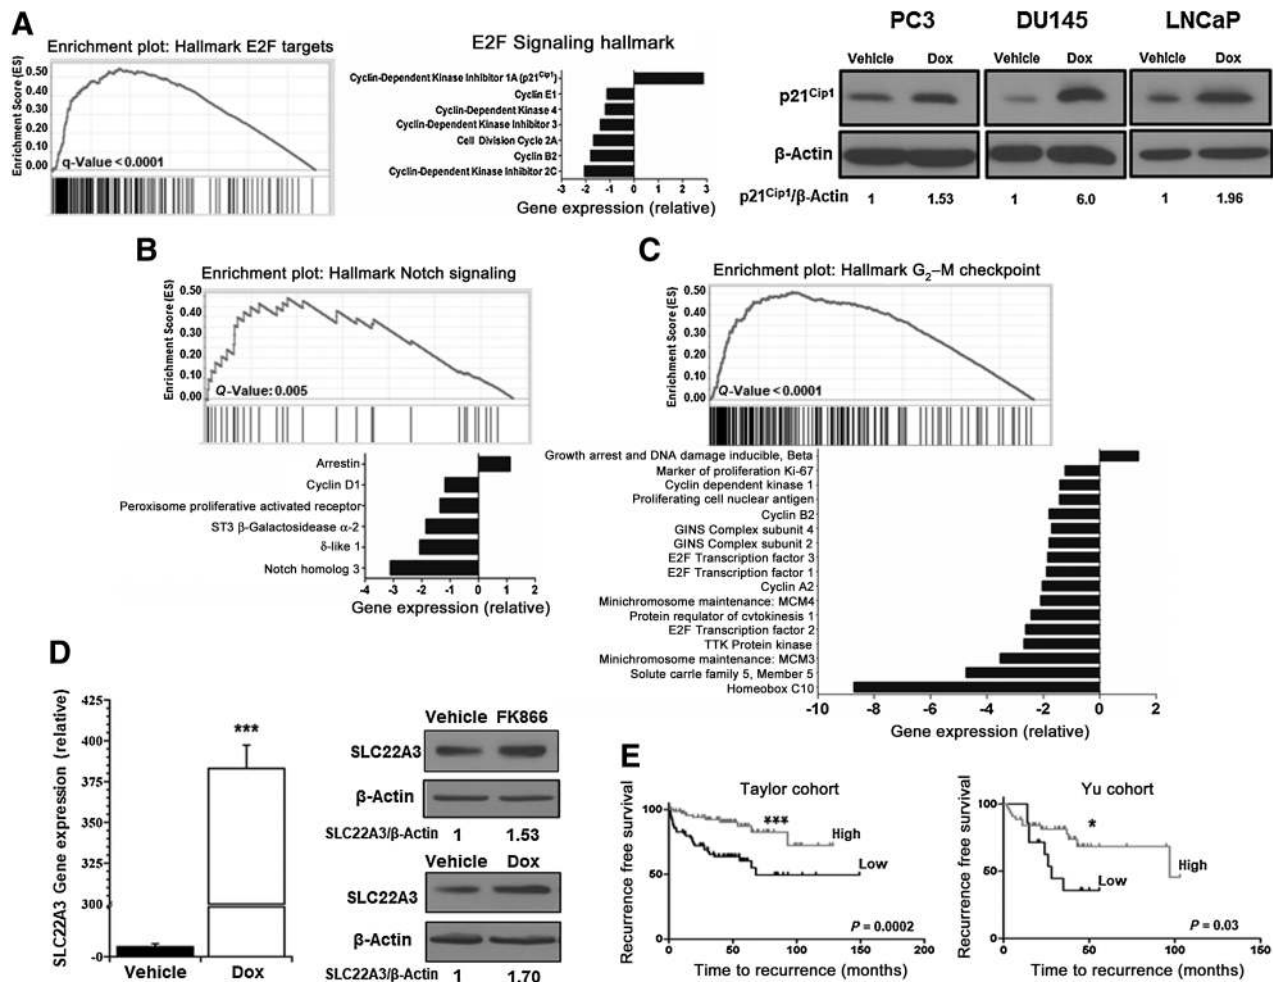 A
Enrichment plot: Hallmark E2F targets
Enrichment Score (ES)
0.50
0.40
0.30
0.20
0.10
0.00
q-Value < 0.0001
E2F Signaling hallmark
Cyclin-Dependent Kinase Inhibitor 1A (p21Cip1)
Cyclin E1
Cyclin-Dependent Kinase 4
Cyclin-Dependent Kinase Inhibitor 3
Cell Division Cycle 2A
Cyclin B2
Cyclin-Dependent Kinase Inhibitor 2C
-3 -2 -1 0 1 2 3
Gene expression (relative)
PC3 DU145 LNCaP
Vehicle Dox Vehicle Dox Vehicle Dox
p21Cip1
β-Actin
p21Cip1/β-Actin 1 1.53 1 6.0 1 1.96
B
Enrichment plot: Hallmark Notch signaling
Enrichment Score (ES)
0.50
0.40
0.30
0.20
0.10
0.00
Q-Value: 0.005
Arrestin
Cyclin D1
Peroxisome proliferative activated receptor
ST3 β-Galactosidease α-2
δ-like 1
Notch homolog 3
-4 -3 -2 -1 0 1 2
Gene expression (relative)
C
Enrichment plot: Hallmark G2–M checkpoint
Enrichment Score (ES)
0.50
0.40
0.30
0.20
0.10
0.00
Q-Value < 0.0001
Growth arrest and DNA damage inducible, Beta
Marker of proliferation Ki-67
Cyclin dependent kinase 1
Proliferating cell nuclear antigen
Cyclin B2
GINS Complex subunit 4
GINS Complex subunit 2
E2F Transcription factor 3
E2F Transcription factor 1
Cyclin A2
Minichromosome maintenance: MCM4
Protein requlator of cvtokinesis 1
E2F Transcription factor 2
TTK Protein kinase
Minichromosome maintenance: MCM3
Solute carrle family 5, Member 5
Homeobox C10
-10 -8 -6 -4 -2 0 2
Gene expression (relative)
D
SLC22A3 Gene expression (relative)
425
400
375
350
325
300
-0
***
Vehicle Dox
Vehicle FK866
SLC22A3
β-Actin
SLC22A3/β-Actin 1 1.53
Vehicle Dox
SLC22A3
β-Actin
SLC22A3/β-Actin 1 1.70
E
Taylor cohort
Recurrence free survival
100
50
0
***
High
Low
P = 0.0002
0 50 100 150 200
Time to recurrence (months)
Yu cohort
Recurrence free survival
100
50
0
*
High
Low
P = 0.03
0 50 100 150
Time to recurrence (months)